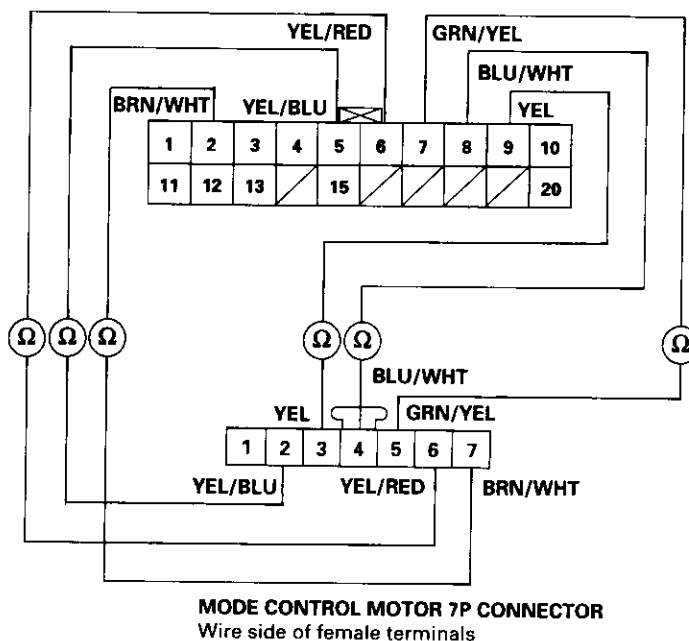 YEL/RED
GRN/YEL
BLU/WHT
BRN/WHT
YEL/BLU
YEL
1 2 3 4 5 6 7 8 9 10
11 12 13 15 20
Ω Ω Ω Ω Ω Ω
BLU/WHT
YEL
GRN/YEL
1 2 3 4 5 6 7
YEL/BLU
YEL/RED
BRN/WHT
MODE CONTROL MOTOR 7P CONNECTOR
Wire side of female terminals